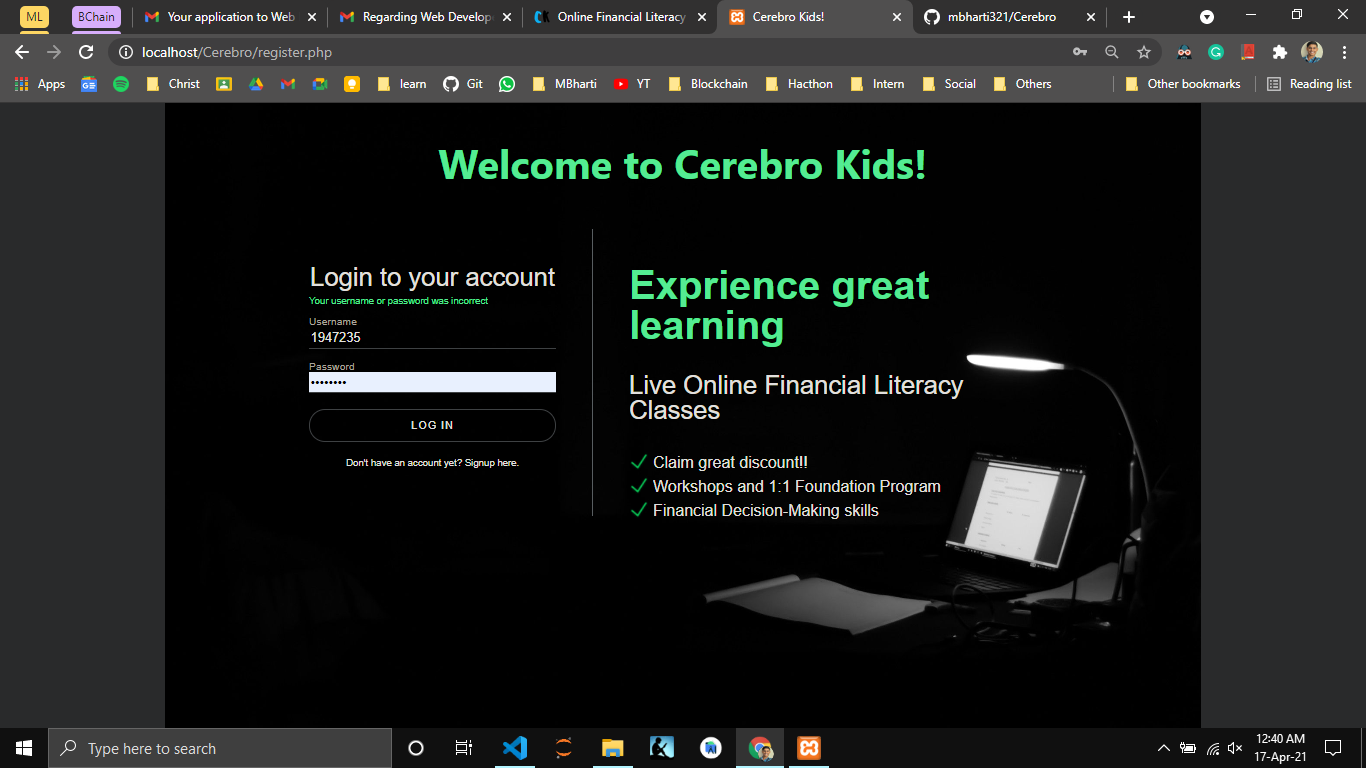 ML
BChain
Your application to Web
Regarding Web Develop
Online Financial Literacy
Cerebro Kids!
mbharti321/Cerebro
localhost/Cerebro/register.php
Apps
Christ
learn
Git
MBharti
YT
Blockchain
Hacthon
Intern
Social
Others
Other bookmarks
Reading list
Welcome to Cerebro Kids!
Login to your account
Your username or password was incorrect
Username
1947235
Password
••••••••
LOG IN
Don't have an account yet? Signup here.
Exprience great
learning
Live Online Financial Literacy
Classes
Claim great discount!!
Workshops and 1:1 Foundation Program
Financial Decision-Making skills
Type here to search
12:40 AM
17-Apr-21